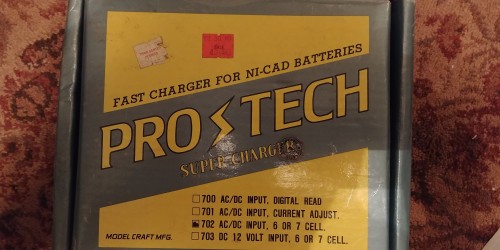 FAST CHARGER FOR NI-CAD BATTERIES
PRO TECH
SUPER CHARGER
700 AC/DC INPUT, DIGITAL READ
701 AC/DC INPUT, CURRENT ADJUST.
702 AC/DC INPUT, 6 OR 7 CELL.
703 DC 12 VOLT INPUT, 6 OR 7 CELL.
MODEL CRAFT MFG.